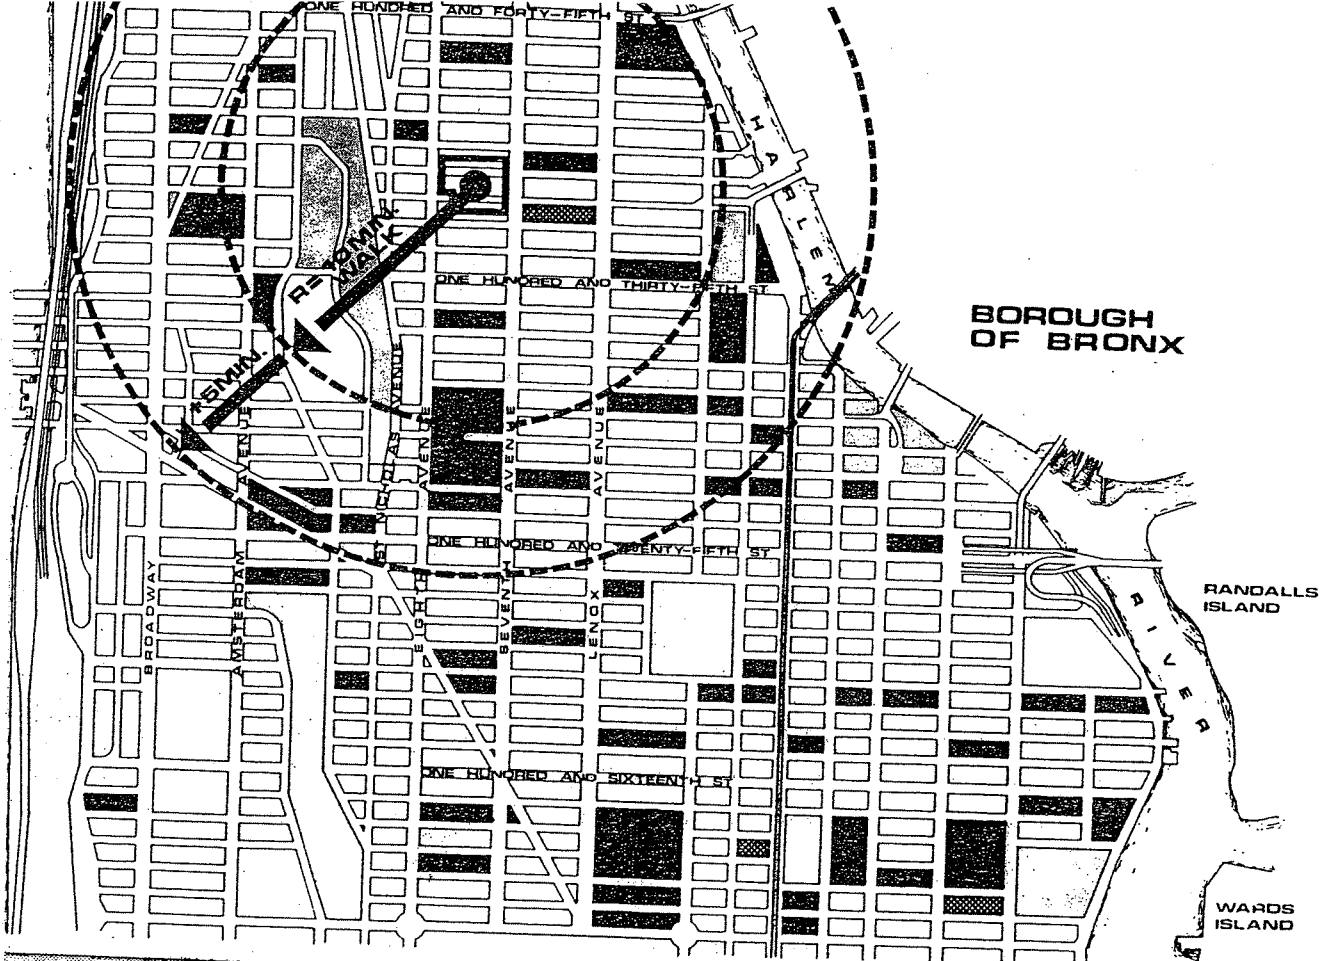 ONE HUNDRED AND FORTY-FIFTH ST
HARLEM
R=10MIN.
WALK
ONE HUNDRED AND THIRTY-FIFTH ST
BOROUGH
OF BRONX
+5MIN.
ST NICHOLAS AVENUE
AMSTERDAM AVENUE
EIGHTH AVENUE
SEVENTH AVENUE
LENOX AVENUE
ONE HUNDRED AND TWENTY-FIFTH ST
BROADWAY
RANDALLS
ISLAND
RIVER
ONE HUNDRED AND SIXTEENTH ST
WARDS
ISLAND